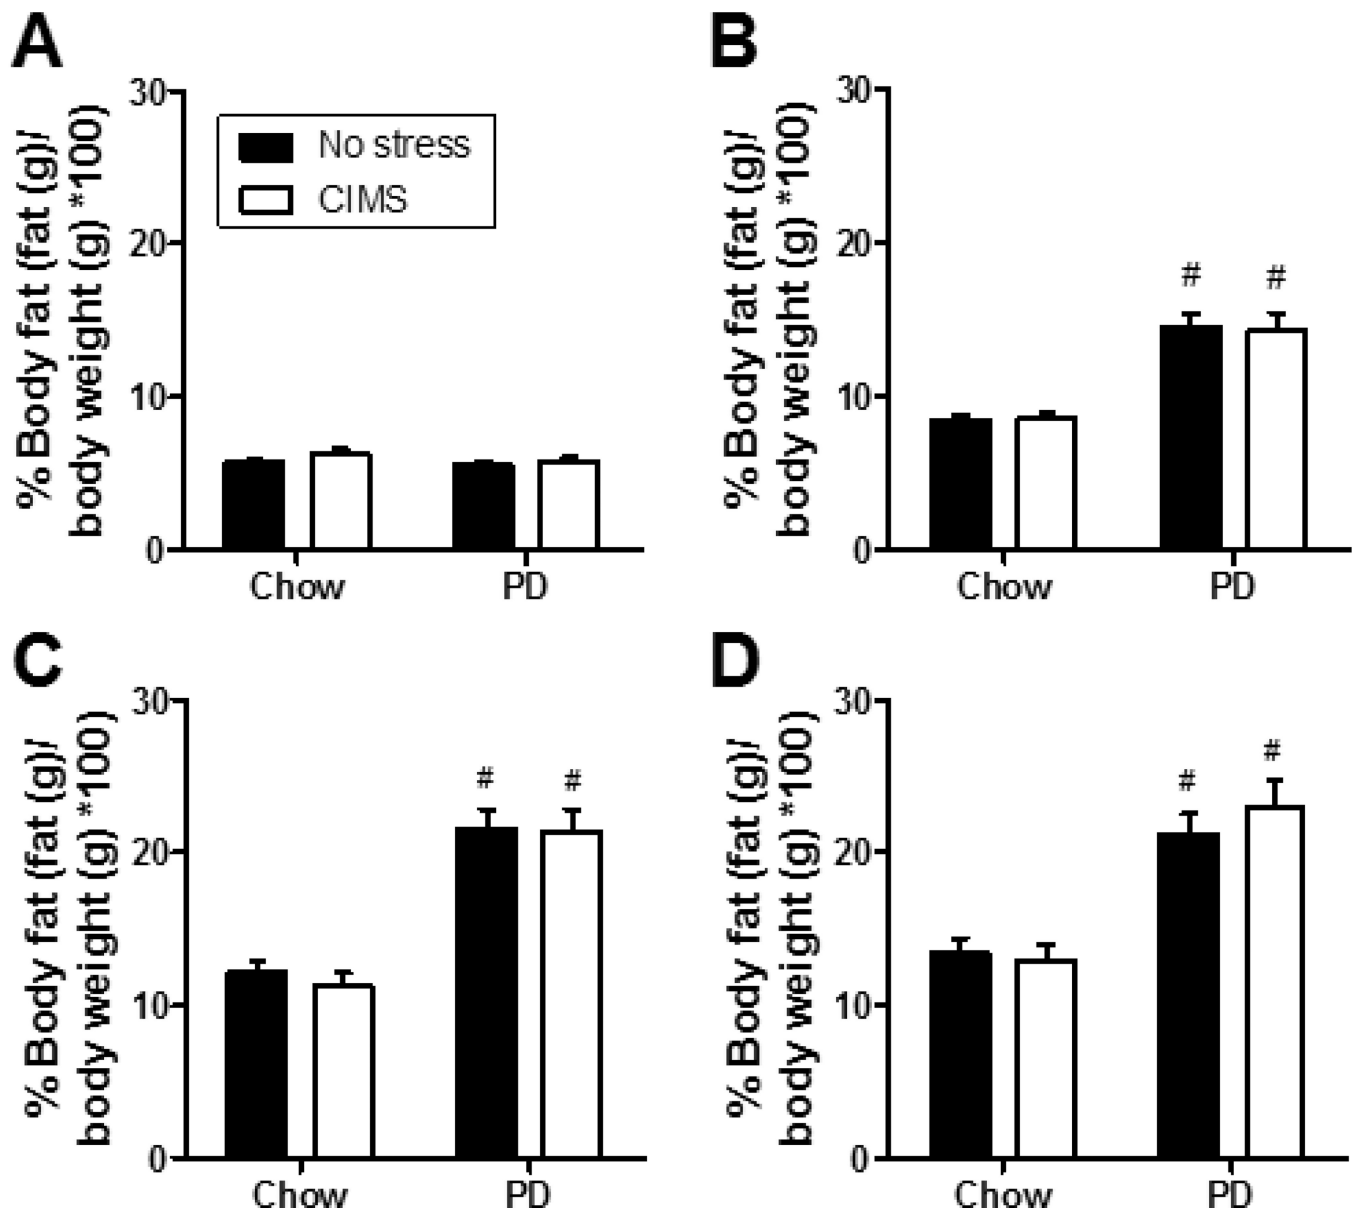 A
% Body fat (fat (g)/
body weight (g) *100)
30
20
10
0
No stress
CIMS
Chow
PD
B
% Body fat (fat (g)/
body weight (g) *100)
30
20
10
0
#
#
Chow
PD
C
% Body fat (fat (g)/
body weight (g) *100)
30
20
10
0
#
#
Chow
PD
D
% Body fat (fat (g)/
body weight (g) *100)
30
20
10
0
#
#
Chow
PD